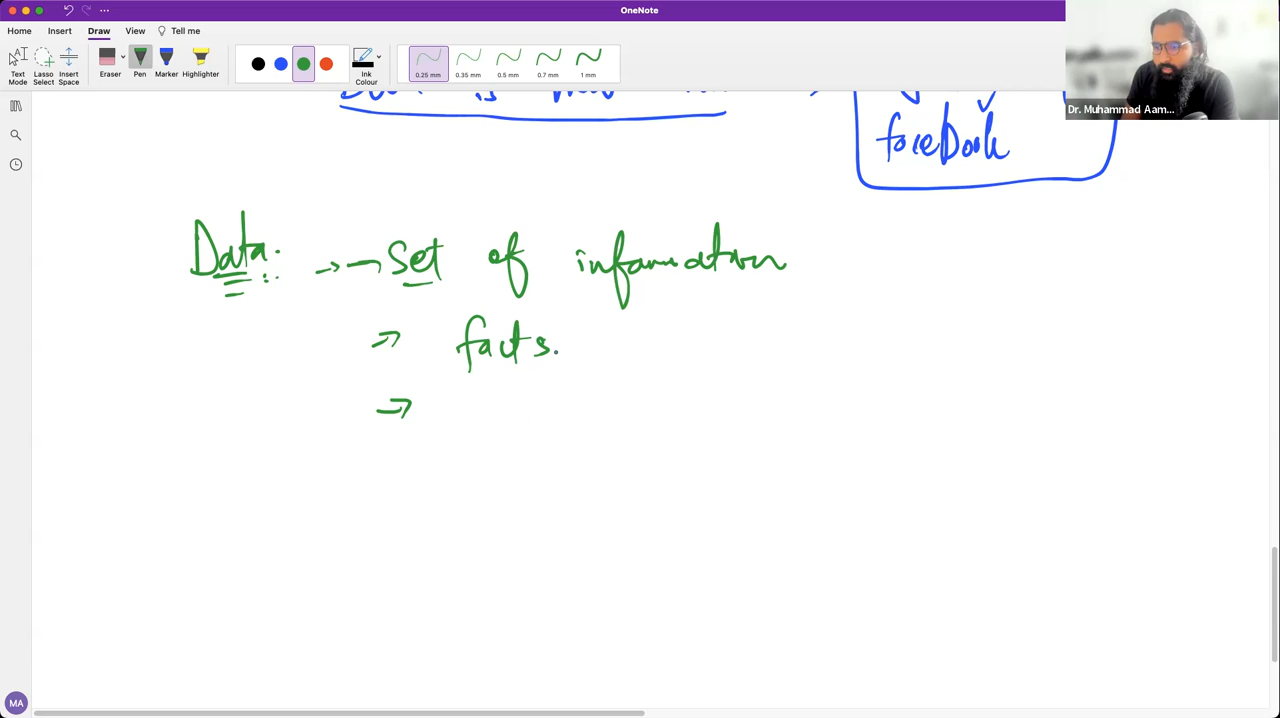 OneNote
Home Insert Draw View Tell me
Text Mode
Lasso Select
Insert Space
Eraser
Pen
Marker
Highlighter
0.25 mm
0.35 mm
0.5 mm
0.7 mm
1 mm
Ink Colour
Dr. Muhammad Aam...
is
facebook
Data: → — Set of information
⇒ facts.
⇒
MA